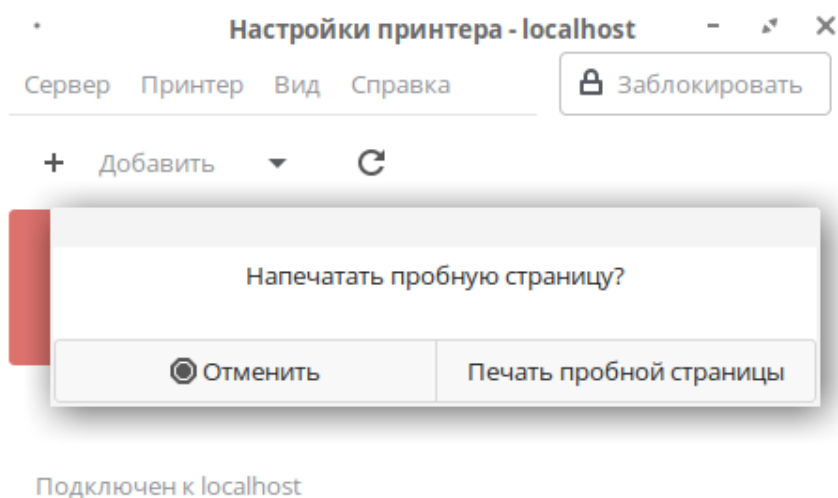 Настройки принтера - localhost
Сервер Принтер Вид Справка Заблокировать
Добавить
Напечатать пробную страницу?
Отменить Печать пробной страницы
Подключен к localhost